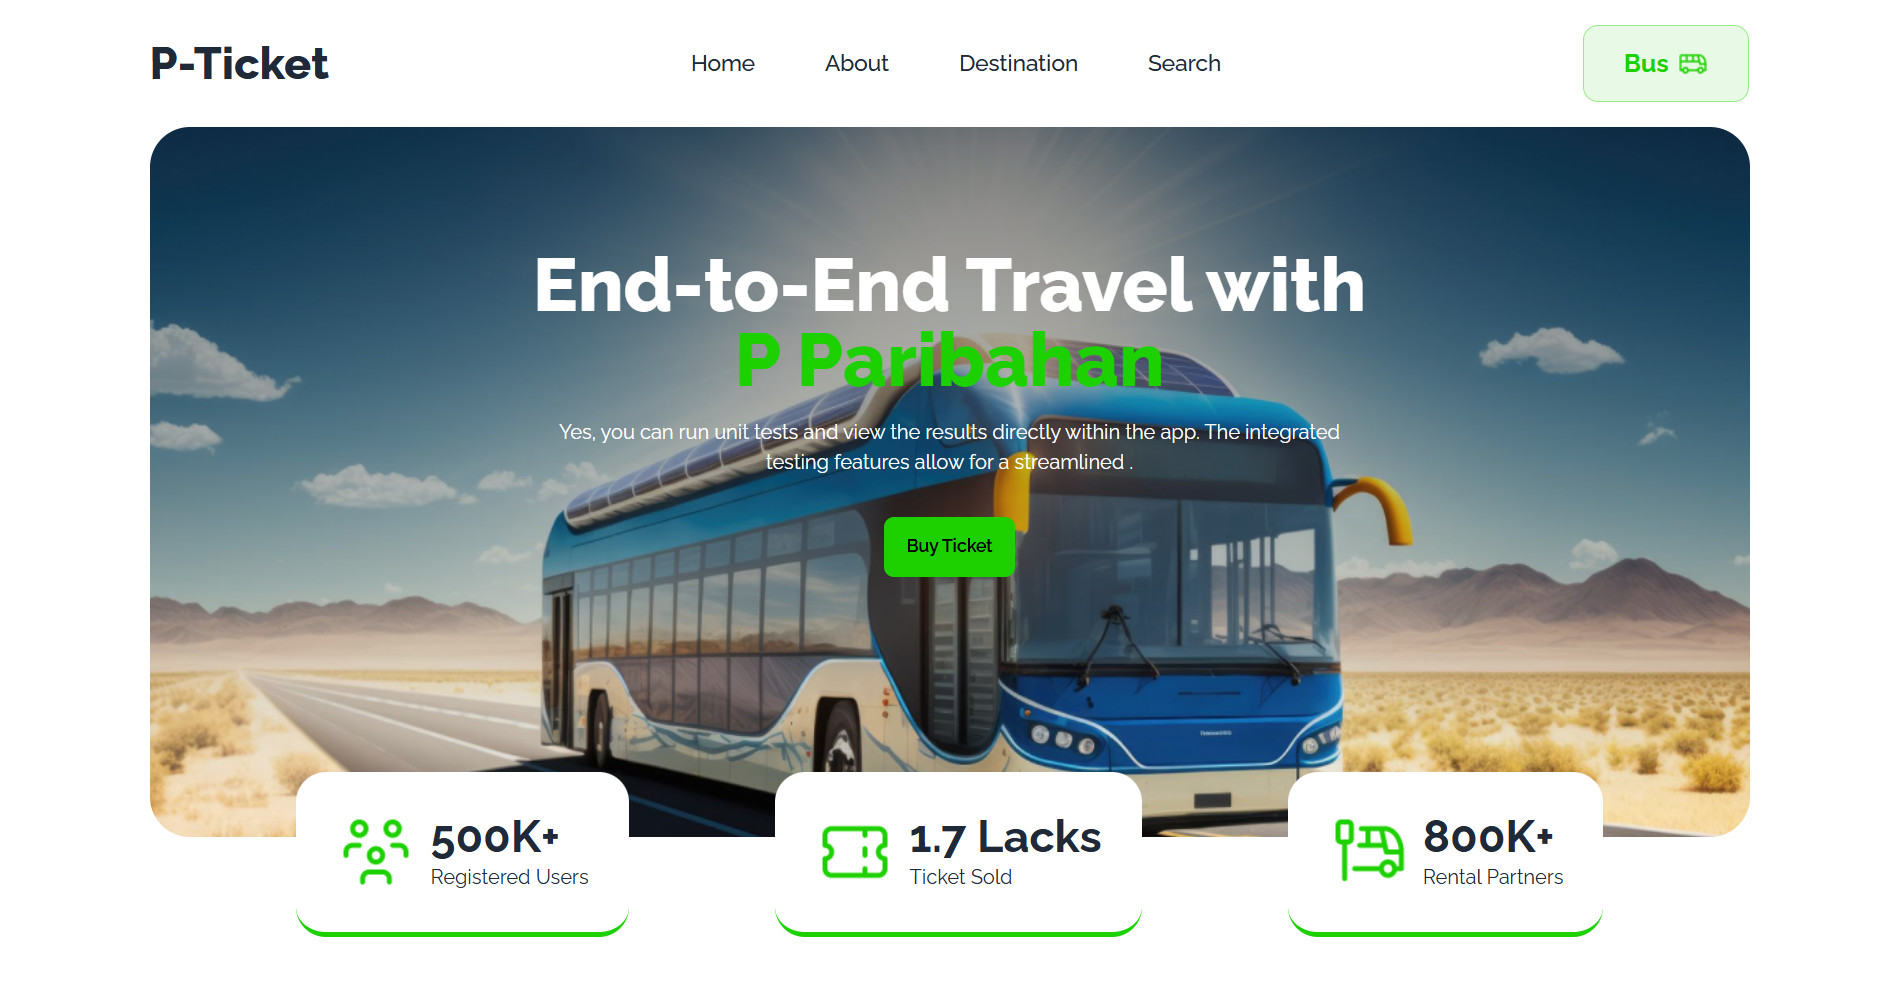 P-Ticket
Home About Destination Search
Bus
End-to-End Travel with
P Paribahan
Yes, you can run unit tests and view the results directly within the app. The integrated
testing features allow for a streamlined .
Buy Ticket
500K+
Registered Users
1.7 Lacks
Ticket Sold
800K+
Rental Partners